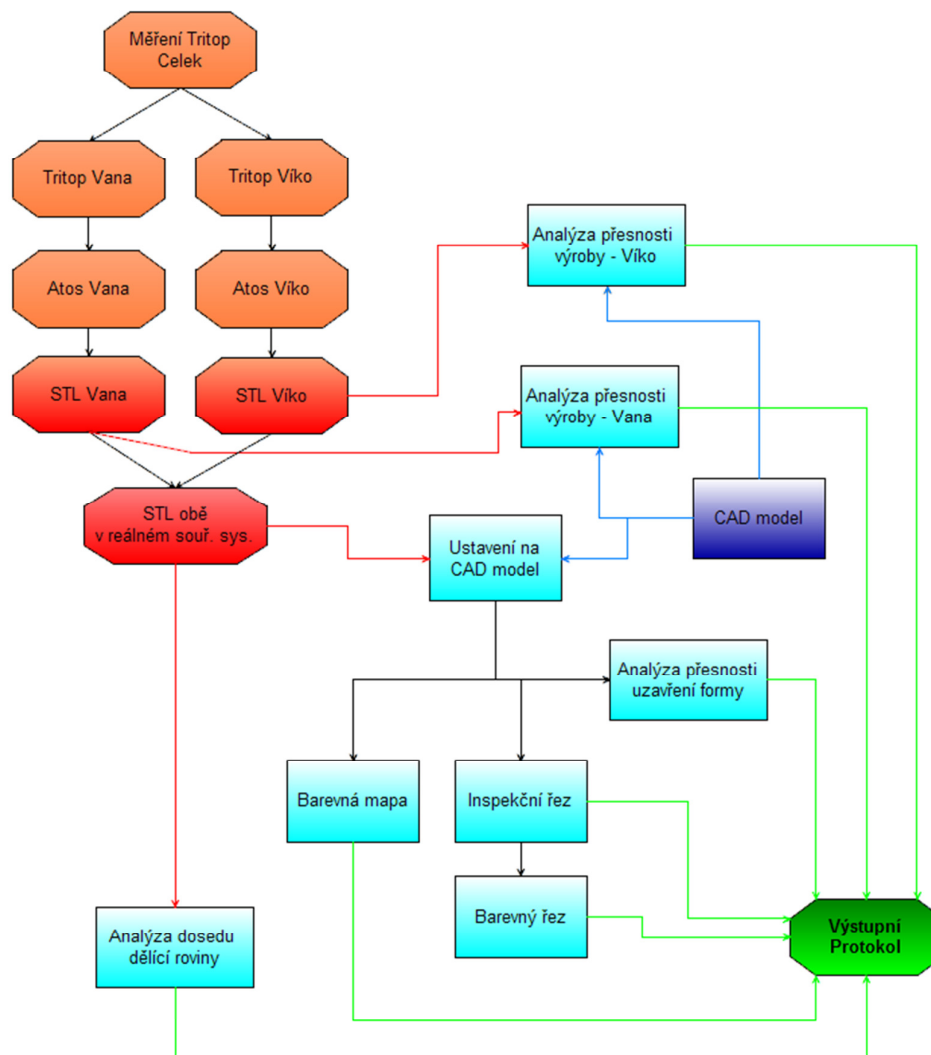 Měření Tritop
Celek
Tritop Vana
Tritop Víko
Analýza přesnosti
výroby - Víko
Atos Vana
Atos Víko
STL Vana
STL Víko
Analýza přesnosti
výroby - Vana
STL obě
v reálném souř. sys.
Ustavení na
CAD model
CAD model
Analýza přesnosti
uzavření formy
Barevná mapa
Inspekční řez
Barevný řez
Výstupní
Protokol
Analýza dosedu
dělící roviny